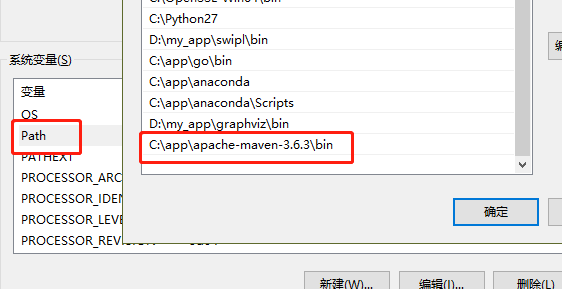 C:\Python27
D:\my_app\swipl\bin
C:\app\go\bin
C:\app\anaconda
C:\app\anaconda\Scripts
D:\my_app\graphviz\bin
C:\app\apache-maven-3.6.3\bin
系统变量(S)
变量
OS
Path
PATHEXT
PROCESSOR_ARC
PROCESSOR_IDEN
PROCESSOR_LEVE
PROCESSOR_REVISION
确定
新建(W)...
编辑(I)...
删除(L)